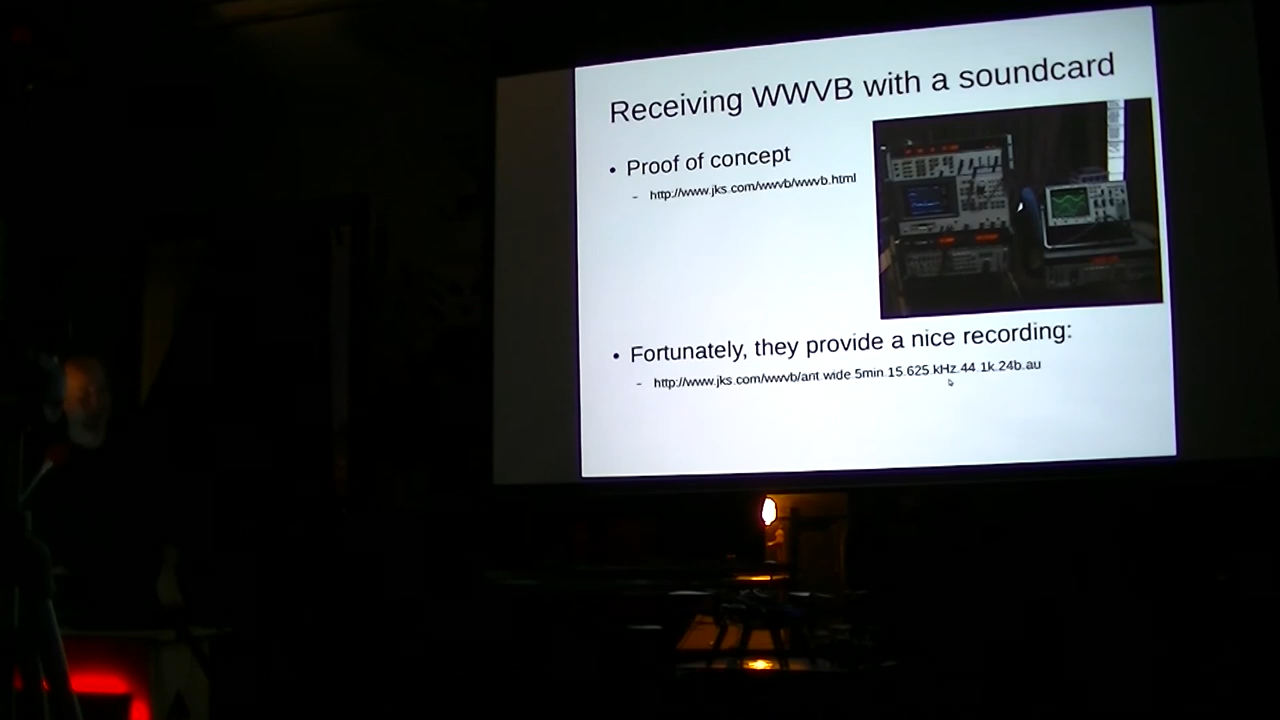 Receiving WWVB with a soundcard
• Proof of concept
– http://www.jks.com/wwvb/wwvb.html
• Fortunately, they provide a nice recording:
– http://www.jks.com/wwvb/ant.wide.5min.15.625.kHz.44.1k.24b.au